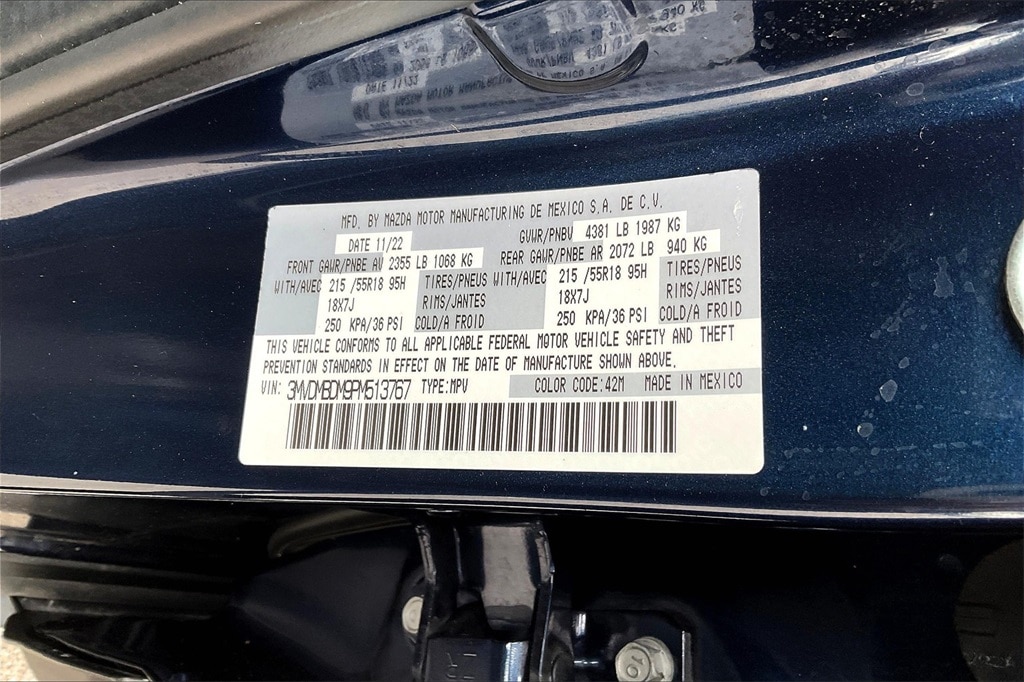 MFD. BY MAZDA MOTOR MANUFACTURING DE MEXICO S.A. DE C.V.
DATE 11/22 GVWR/PNBV 4381 LB 1987 KG
FRONT GAWR/PNBE AV 2355 LB 1068 KG REAR GAWR/PNBE AR 2072 LB 940 KG
WITH/AVEC 215 /55R18 95H TIRES/PNEUS WITH/AVEC 215 /55R18 95H TIRES/PNEUS
18X7J RIMS/JANTES 18X7J RIMS/JANTES
250 KPA/36 PSI COLD/A FROID 250 KPA/36 PSI COLD/A FROID
THIS VEHICLE CONFORMS TO ALL APPLICABLE FEDERAL MOTOR VEHICLE SAFETY AND THEFT
PREVENTION STANDARDS IN EFFECT ON THE DATE OF MANUFACTURE SHOWN ABOVE.
VIN: 3MVDMBDM9PM513767 TYPE:MPV COLOR CODE:42M MADE IN MEXICO